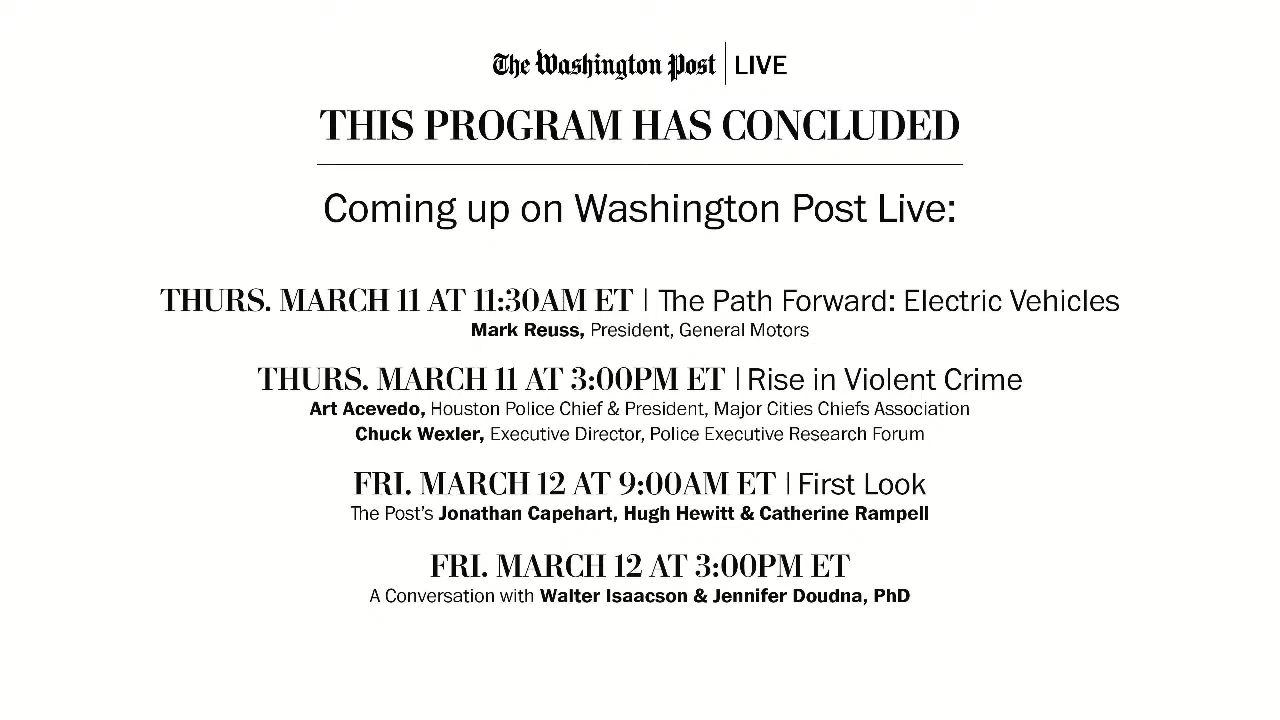 The Washington Post | LIVE
THIS PROGRAM HAS CONCLUDED
Coming up on Washington Post Live:
THURS. MARCH 11 AT 11:30AM ET | The Path Forward: Electric Vehicles
Mark Reuss, President, General Motors
THURS. MARCH 11 AT 3:00PM ET | Rise in Violent Crime
Art Acevedo, Houston Police Chief & President, Major Cities Chiefs Association
Chuck Wexler, Executive Director, Police Executive Research Forum
FRI. MARCH 12 AT 9:00AM ET | First Look
The Post's Jonathan Capehart, Hugh Hewitt & Catherine Rampell
FRI. MARCH 12 AT 3:00PM ET
A Conversation with Walter Isaacson & Jennifer Doudna, PhD